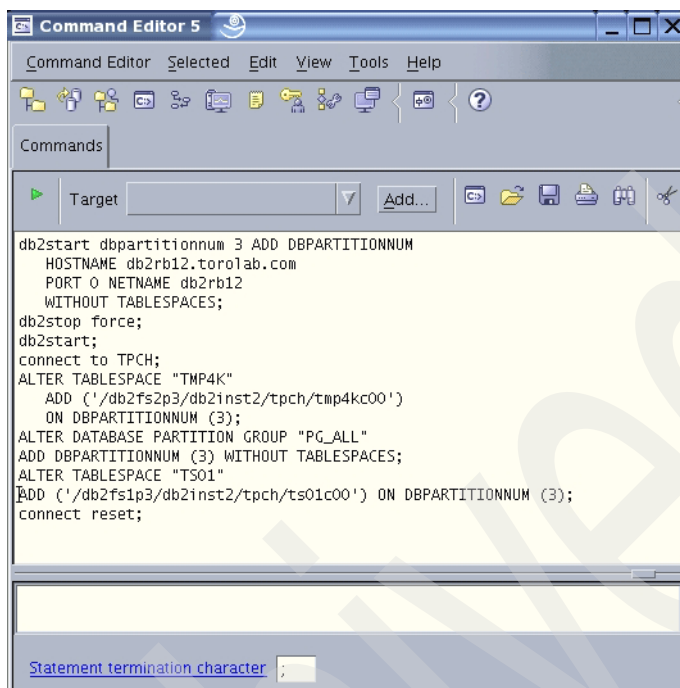 Command Editor 5
Command Editor Selected Edit View Tools Help
Commands
Target Add...
db2start dbpartitionnum 3 ADD DBPARTITIONNUM
HOSTNAME db2rb12.torolab.com
PORT 0 NETNAME db2rb12
WITHOUT TABLESPACES;
db2stop force;
db2start;
connect to TPCH;
ALTER TABLESPACE "TMP4K"
ADD ('/db2fs2p3/db2inst2/tpch/tmp4kc00')
ON DBPARTITIONNUM (3);
ALTER DATABASE PARTITION GROUP "PG_ALL"
ADD DBPARTITIONNUM (3) WITHOUT TABLESPACES;
ALTER TABLESPACE "TS01"
ADD ('/db2fs1p3/db2inst2/tpch/ts01c00') ON DBPARTITIONNUM (3);
connect reset;
Statement termination character ;